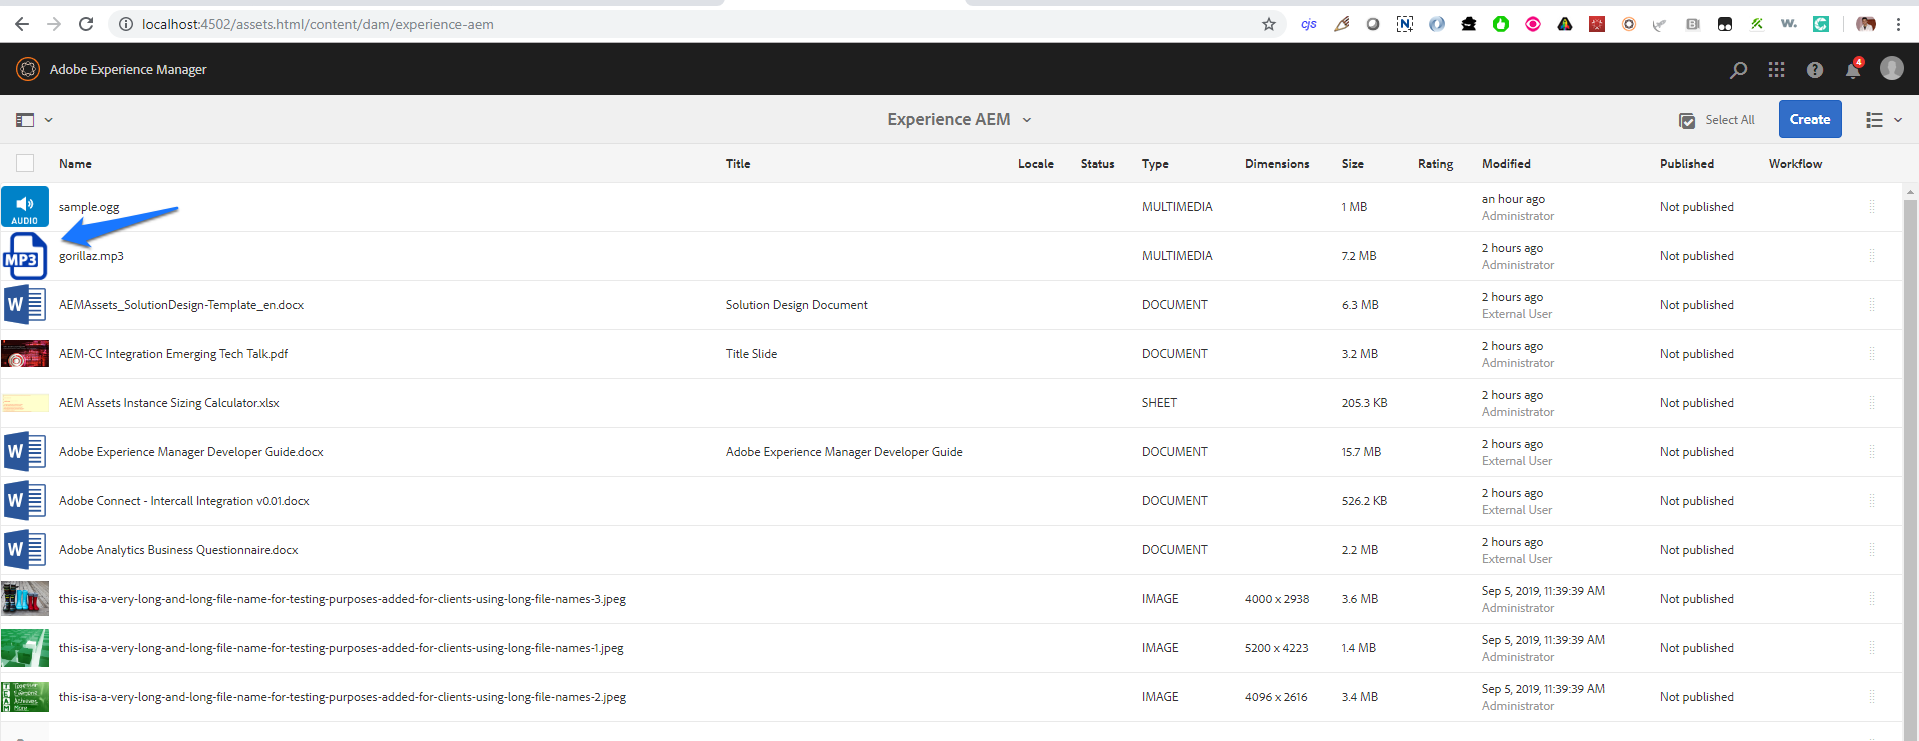 localhost:4502/assets.html/content/dam/experience-aem
cjs
N
w.
Adobe Experience Manager
4
Experience AEM
Select All
Create
Name Title Locale Status Type Dimensions Size Rating Modified Published Workflow
AUDIO
sample.ogg MULTIMEDIA 1 MB an hour ago Not published
Administrator
MP3
gorillaz.mp3 MULTIMEDIA 7.2 MB 2 hours ago Not published
Administrator
W
AEMAssets_SolutionDesign-Template_en.docx Solution Design Document DOCUMENT 6.3 MB 2 hours ago Not published
External User
AEM-CC Integration Emerging Tech Talk.pdf Title Slide DOCUMENT 3.2 MB 2 hours ago Not published
Administrator
AEM Assets Instance Sizing Calculator.xlsx SHEET 205.3 KB 2 hours ago Not published
Administrator
W
Adobe Experience Manager Developer Guide.docx Adobe Experience Manager Developer Guide DOCUMENT 15.7 MB 2 hours ago Not published
External User
W
Adobe Connect - Intercall Integration v0.01.docx DOCUMENT 526.2 KB 2 hours ago Not published
External User
W
Adobe Analytics Business Questionnaire.docx DOCUMENT 2.2 MB 2 hours ago Not published
External User
this-isa-a-very-long-and-long-file-name-for-testing-purposes-added-for-clients-using-long-file-names-3.jpeg IMAGE 4000 x 2938 3.6 MB Sep 5, 2019, 11:39:39 AM Not published
Administrator
this-isa-a-very-long-and-long-file-name-for-testing-purposes-added-for-clients-using-long-file-names-1.jpeg IMAGE 5200 x 4223 1.4 MB Sep 5, 2019, 11:39:39 AM Not published
Administrator
this-isa-a-very-long-and-long-file-name-for-testing-purposes-added-for-clients-using-long-file-names-2.jpeg IMAGE 4096 x 2616 3.4 MB Sep 5, 2019, 11:39:39 AM Not published
Administrator